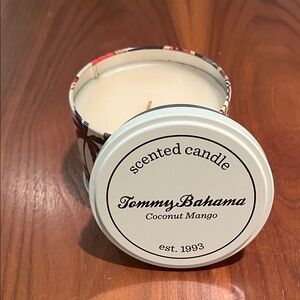 scented candle
Tommy Bahama
Coconut Mango
est. 1993